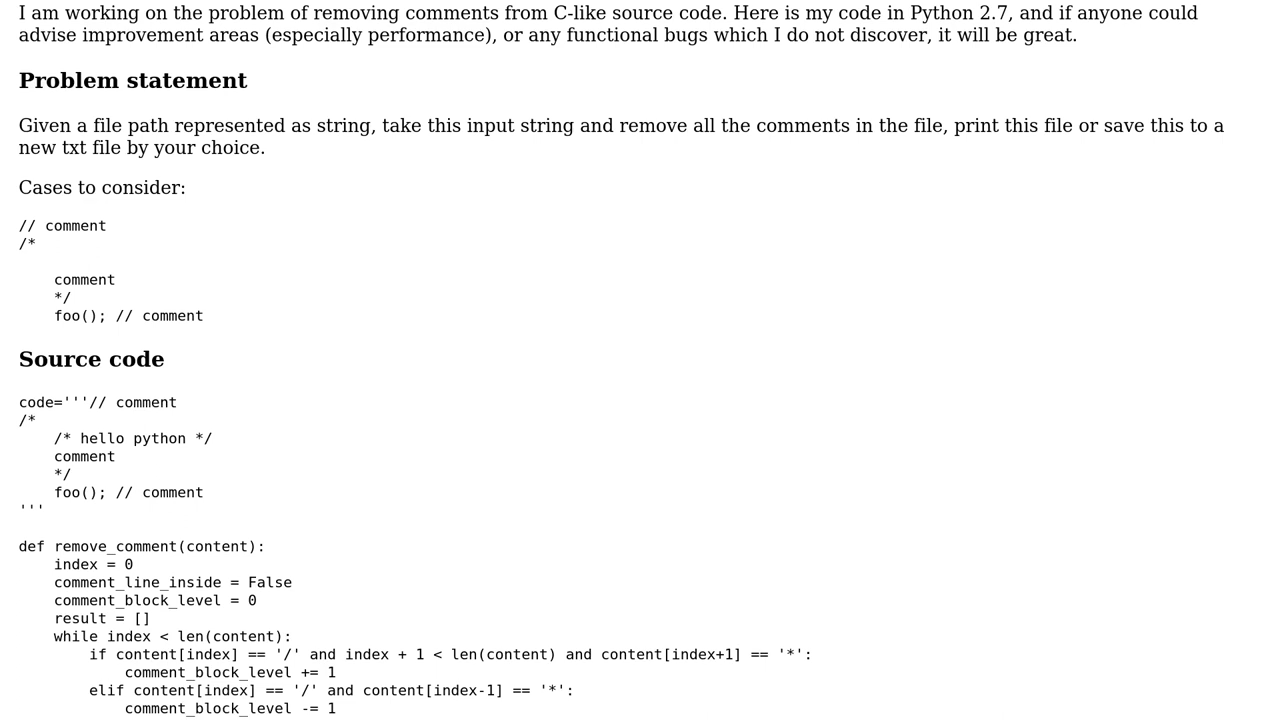 I am working on the problem of removing comments from C-like source code. Here is my code in Python 2.7, and if anyone could
advise improvement areas (especially performance), or any functional bugs which I do not discover, it will be great.
Problem statement
Given a file path represented as string, take this input string and remove all the comments in the file, print this file or save this to a
new txt file by your choice.
Cases to consider:
// comment
/*
    comment
    */
    foo(); // comment
Source code
code='''// comment
/*
    /* hello python */
    comment
    */
    foo(); // comment
'''
def remove_comment(content):
    index = 0
    comment_line_inside = False
    comment_block_level = 0
    result = []
    while index < len(content):
        if content[index] == '/' and index + 1 < len(content) and content[index+1] == '*':
            comment_block_level += 1
        elif content[index] == '/' and content[index-1] == '*':
            comment_block_level -= 1